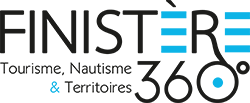 FINISTÈRE
Tourisme, Nautisme
& Territoires
360°